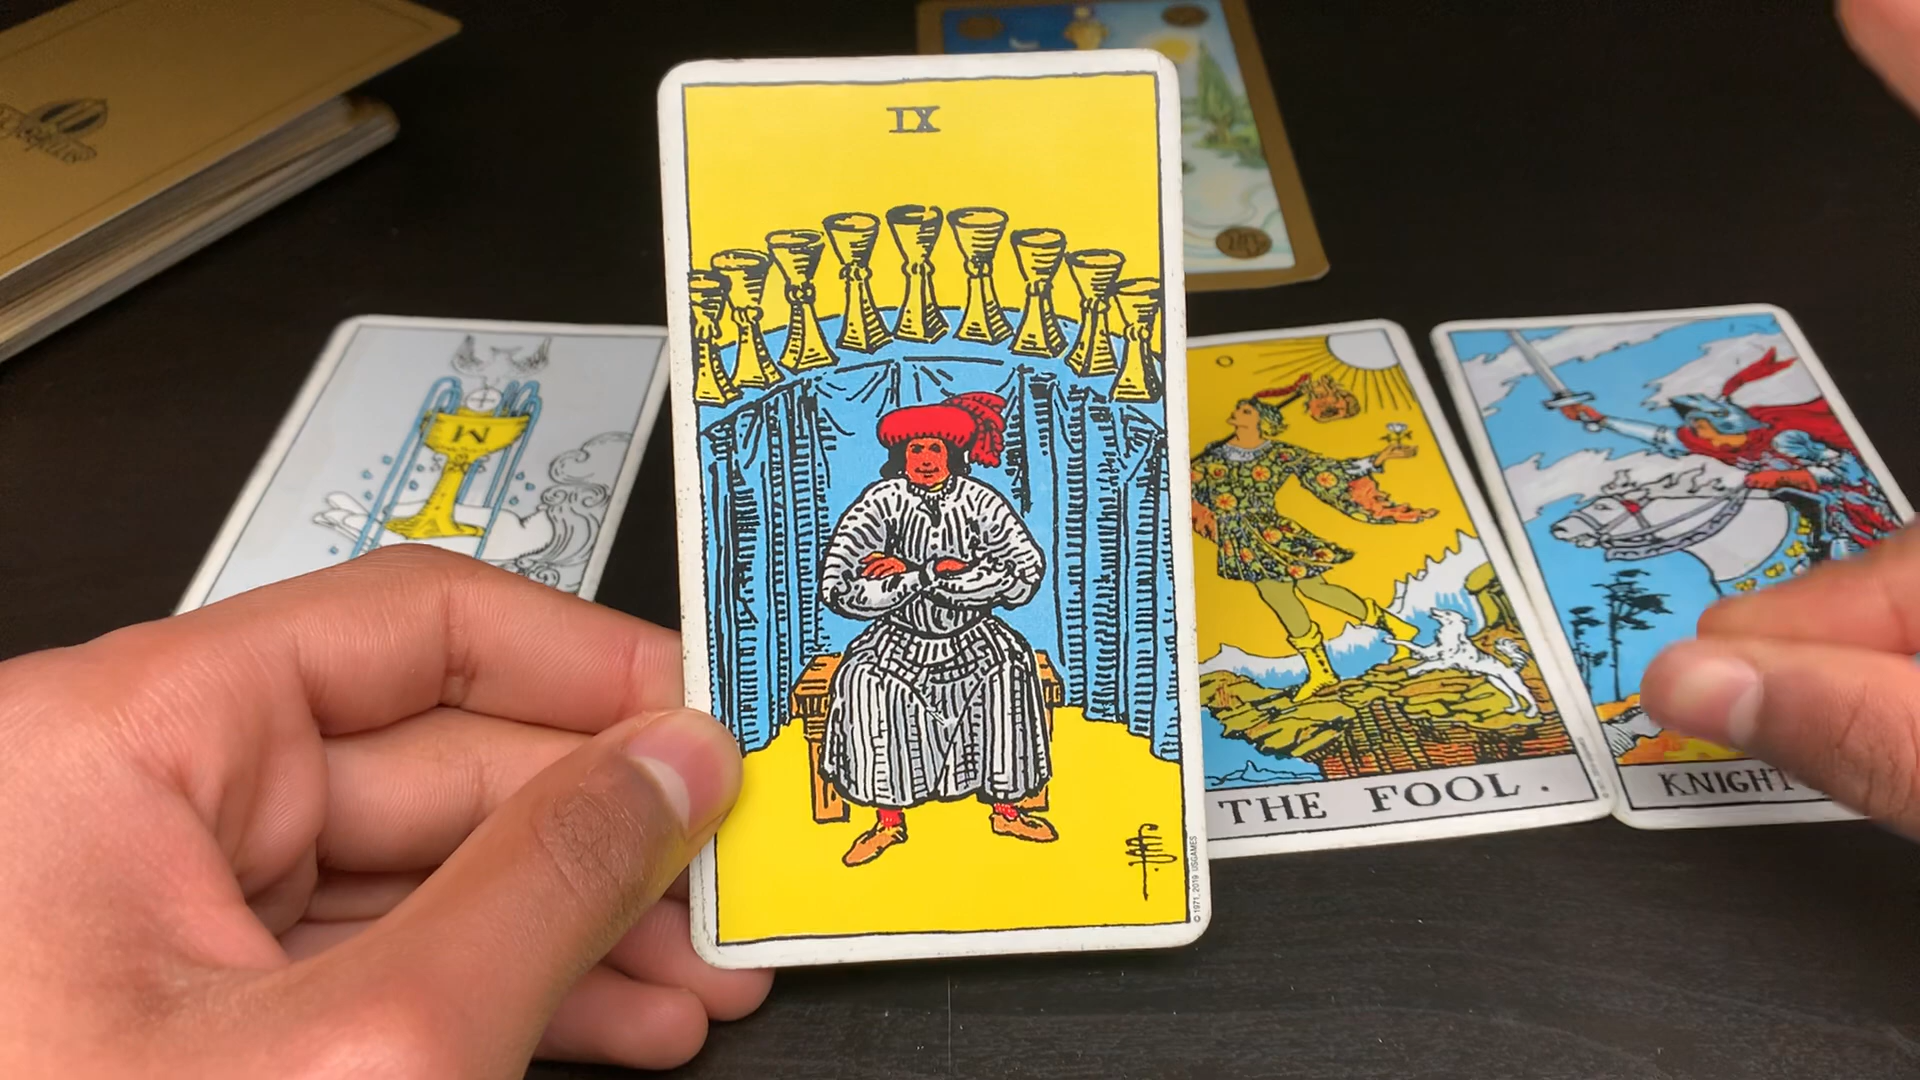 IX
O
M
THE FOOL.
KNIGHT
© 1971, 2019 USGAMES